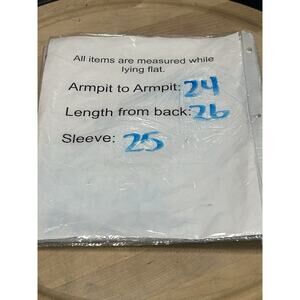 All items are measured while
lying flat.
Armpit to Armpit: 24
Length from back: 26
Sleeve: 25